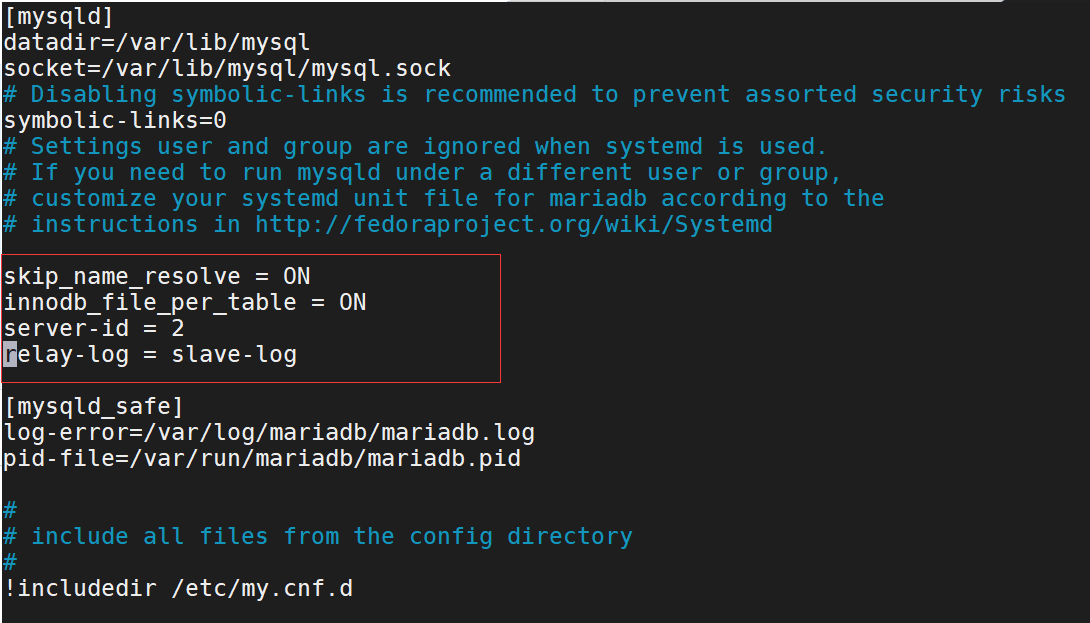 [mysqld]
datadir=/var/lib/mysql
socket=/var/lib/mysql/mysql.sock
# Disabling symbolic-links is recommended to prevent assorted security risks
symbolic-links=0
# Settings user and group are ignored when systemd is used.
# If you need to run mysqld under a different user or group,
# customize your systemd unit file for mariadb according to the
# instructions in http://fedoraproject.org/wiki/Systemd
skip_name_resolve = ON
innodb_file_per_table = ON
server-id = 2
relay-log = slave-log
[mysqld_safe]
log-error=/var/log/mariadb/mariadb.log
pid-file=/var/run/mariadb/mariadb.pid
#
# include all files from the config directory
#
!includedir /etc/my.cnf.d